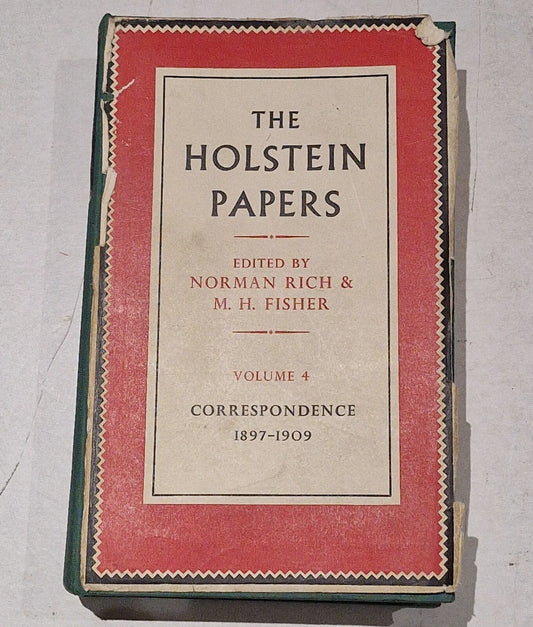 THE
HOLSTEIN
PAPERS
EDITED BY
NORMAN RICH &
M. H. FISHER
VOLUME 4
CORRESPONDENCE
1897-1909